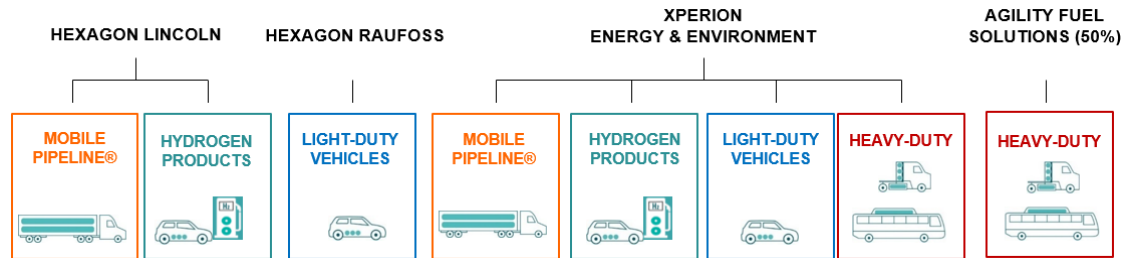 HEXAGON LINCOLN
HEXAGON RAUFOSS
XPERION
ENERGY & ENVIRONMENT
AGILITY FUEL
SOLUTIONS (50%)
MOBILE
PIPELINE®
HYDROGEN
PRODUCTS
H₂
LIGHT-DUTY
VEHICLES
MOBILE
PIPELINE®
HYDROGEN
PRODUCTS
H₂
LIGHT-DUTY
VEHICLES
HEAVY-DUTY
HEAVY-DUTY